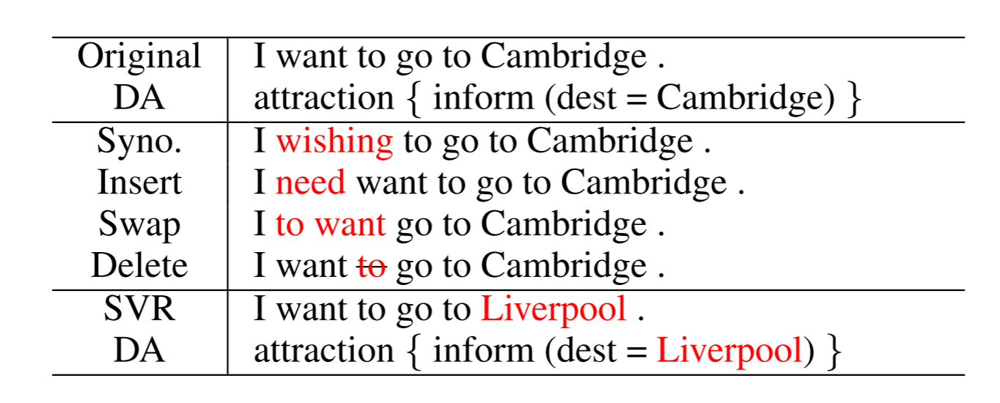 Original I want to go to Cambridge .
DA attraction { inform (dest = Cambridge) }
Syno. I wishing to go to Cambridge .
Insert I need want to go to Cambridge .
Swap I to want go to Cambridge .
Delete I want to go to Cambridge .
SVR I want to go to Liverpool .
DA attraction { inform (dest = Liverpool) }